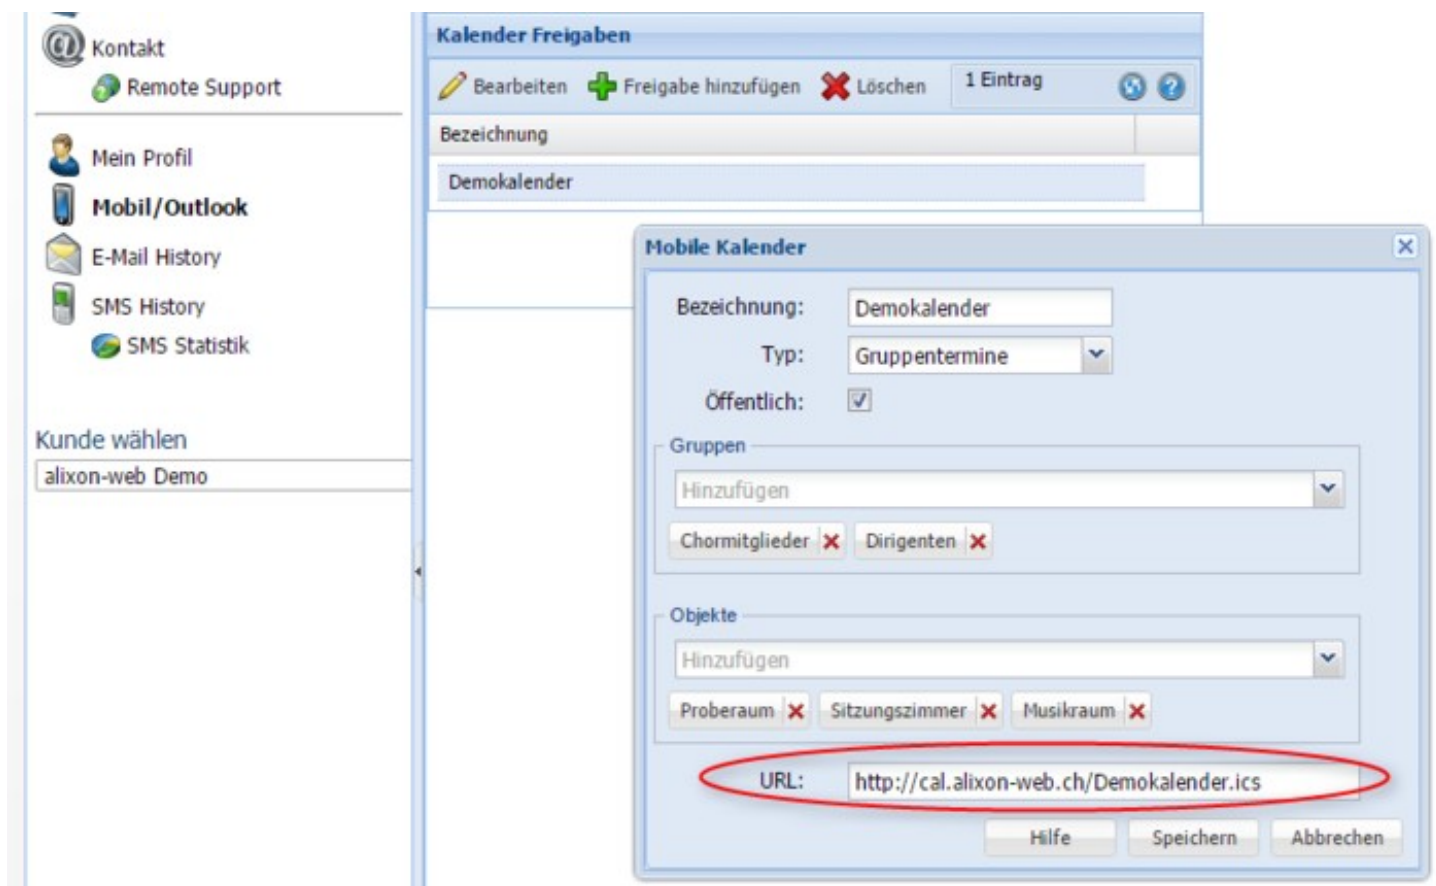 Kontakt
Remote Support
Mein Profil
Mobil/Outlook
E-Mail History
SMS History
SMS Statistik
Kunde wählen
alixon-web Demo
Kalender Freigaben
Bearbeiten Freigabe hinzufügen Löschen 1 Eintrag
Bezeichnung
Demokalender
Mobile Kalender
Bezeichnung: Demokalender
Typ: Gruppentermine
Öffentlich:
Gruppen
Hinzufügen
Chormitglieder Dirigenten
Objekte
Hinzufügen
Proberaum Sitzungszimmer Musikraum
URL: http://cal.alixon-web.ch/Demokalender.ics
Hilfe Speichern Abbrechen